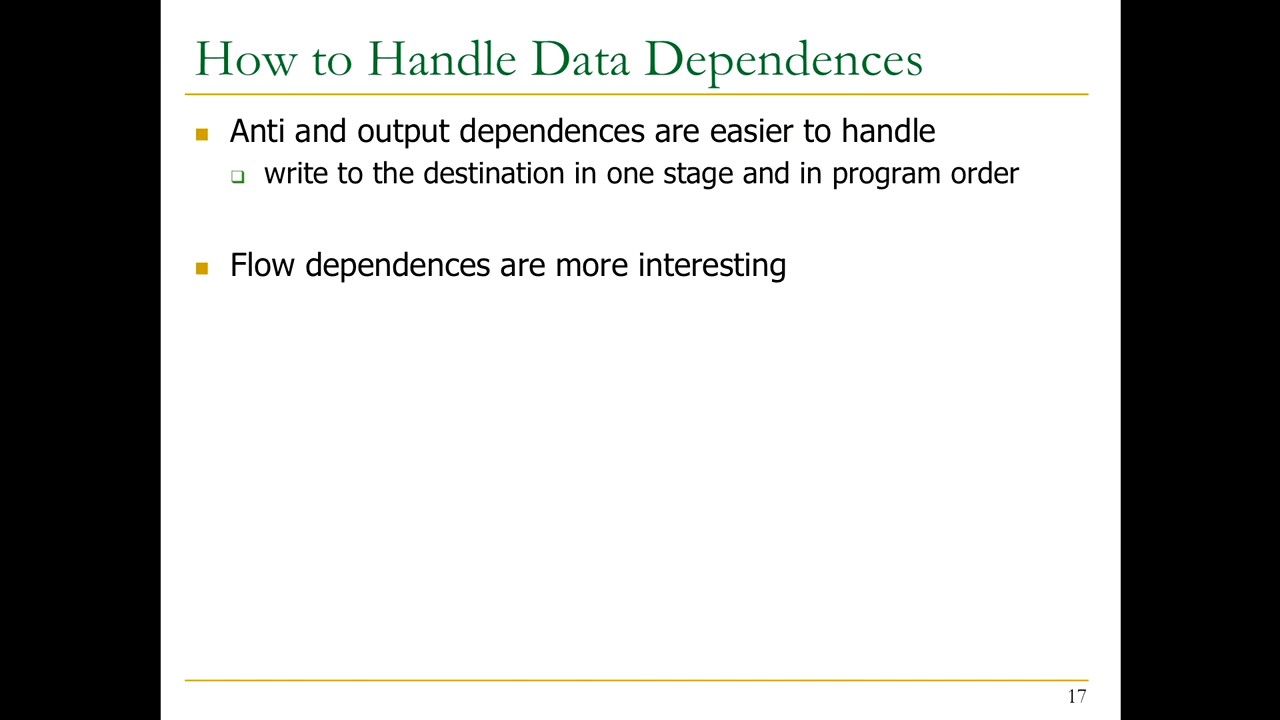 How to Handle Data Dependences
Anti and output dependences are easier to handle
write to the destination in one stage and in program order
Flow dependences are more interesting
17